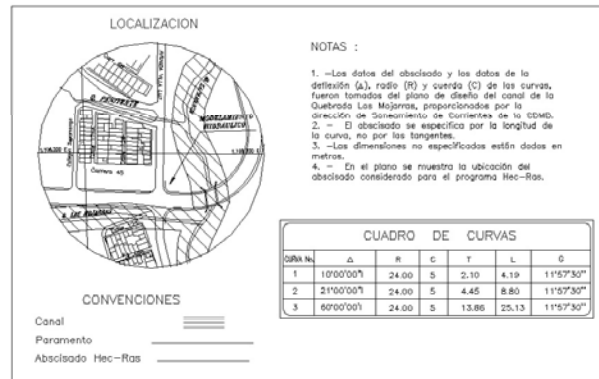 LOCALIZACION
Q. PENITENTE
MODELAMIENTO
HIDRAULICO
Carrera 45
Q. LAS MOJARRAS
NOTAS :
1. —Los datos del abscisado y los datos de la
deflexión (Δ), radio (R) y cuerda (C) de las curvas,
fueron tomados del plano de diseño del canal de la
Quebrada Las Mojarras, proporcionados por la
dirección de Saneamiento de Corrientes de la CDMB.
2. — El abscisado se especifica por la longitud de
la curva, no por las tangentes.
3. —Las dimensiones no especificadas están dadas en
metros.
4. — En el plano se muestra la ubicación del
abscisado considerado para el programa Hec—Ras.
CUADRO DE CURVAS
CURVA No. Δ R C T L G
1 10°00'00"I 24.00 5 2.10 4.19 11°57'30"
2 21°00'00"I 24.00 5 4.45 8.80 11°57'30"
3 60°00'00"I 24.00 5 13.86 25.13 11°57'30"
CONVENCIONES
Canal
Paramento
Abscisado Hec—Ras